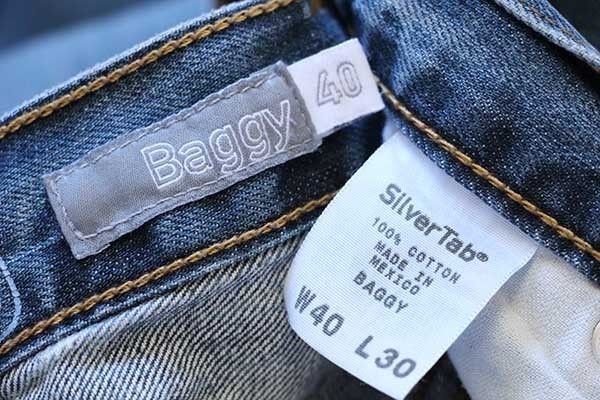 Baggy
40
SilverTab®
100% COTTON
MADE IN
MEXICO
BAGGY
W40 L30